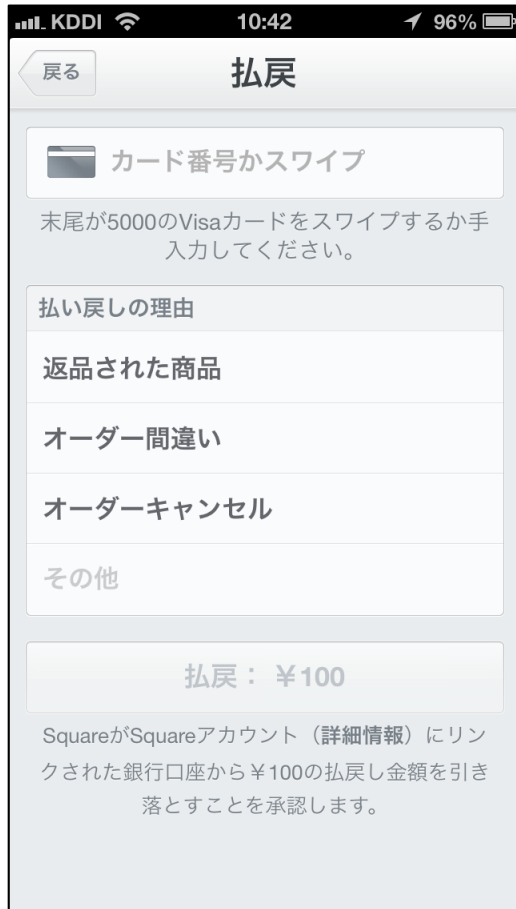 KDDI 10:42 96%
戻る 払戻
カード番号かスワイプ
末尾が5000のVisaカードをスワイプするか手
入力してください。
払い戻しの理由
返品された商品
オーダー間違い
オーダーキャンセル
その他
払戻： ￥100
SquareがSquareアカウント（詳細情報）にリン
クされた銀行口座から￥100の払戻し金額を引き
落とすことを承認します。